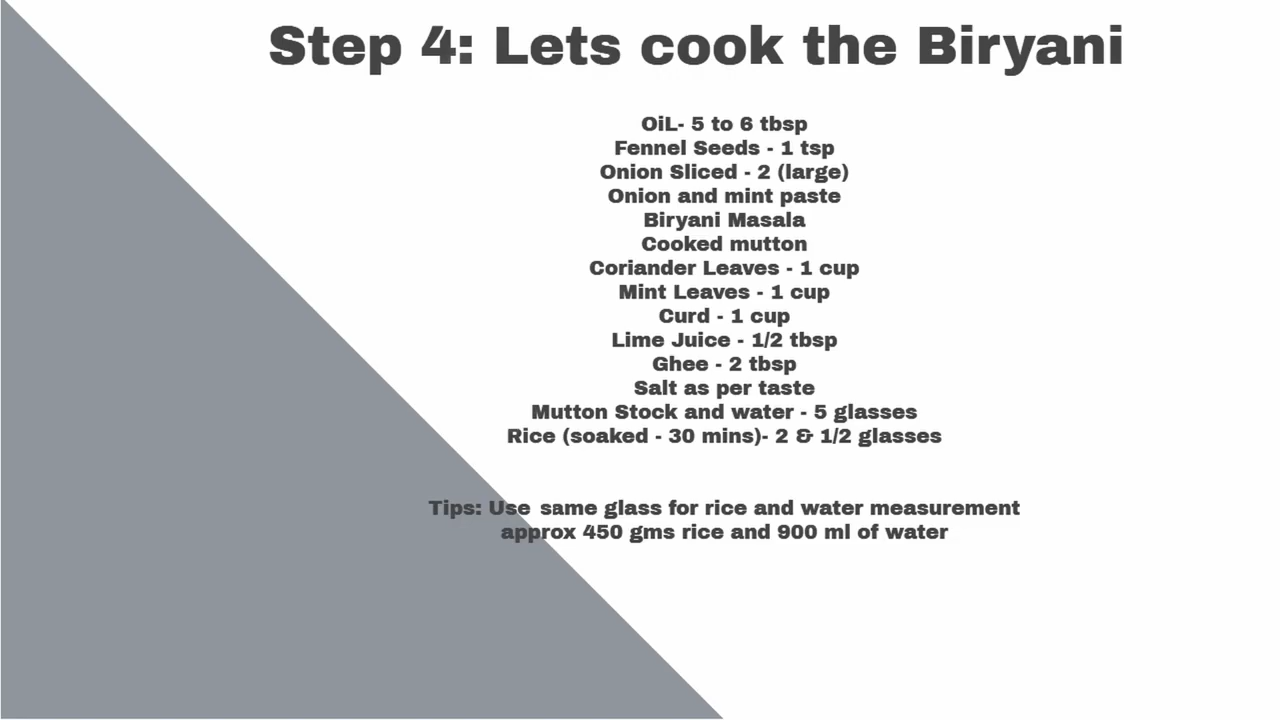 Step 4: Lets cook the Biryani
OiL- 5 to 6 tbsp
Fennel Seeds - 1 tsp
Onion Sliced - 2 (large)
Onion and mint paste
Biryani Masala
Cooked mutton
Coriander Leaves - 1 cup
Mint Leaves - 1 cup
Curd - 1 cup
Lime Juice - 1/2 tbsp
Ghee - 2 tbsp
Salt as per taste
Mutton Stock and water - 5 glasses
Rice (soaked - 30 mins)- 2 & 1/2 glasses
Tips: Use same glass for rice and water measurement
approx 450 gms rice and 900 ml of water